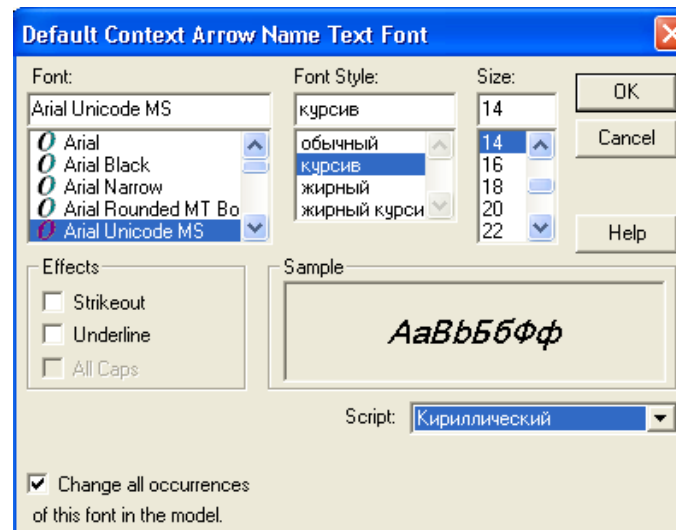 Default Context Arrow Name Text Font
Font:
Font Style:
Size:
Arial Unicode MS
курсив
14
OK
Arial
Arial Black
Arial Narrow
Arial Rounded MT Bo
Arial Unicode MS
обычный
курсив
жирный
жирный курси
14
16
18
20
22
Cancel
Help
Effects
Strikeout
Underline
All Caps
Sample
АаВbБбФф
Script:
Кириллический
Change all occurrences
of this font in the model.